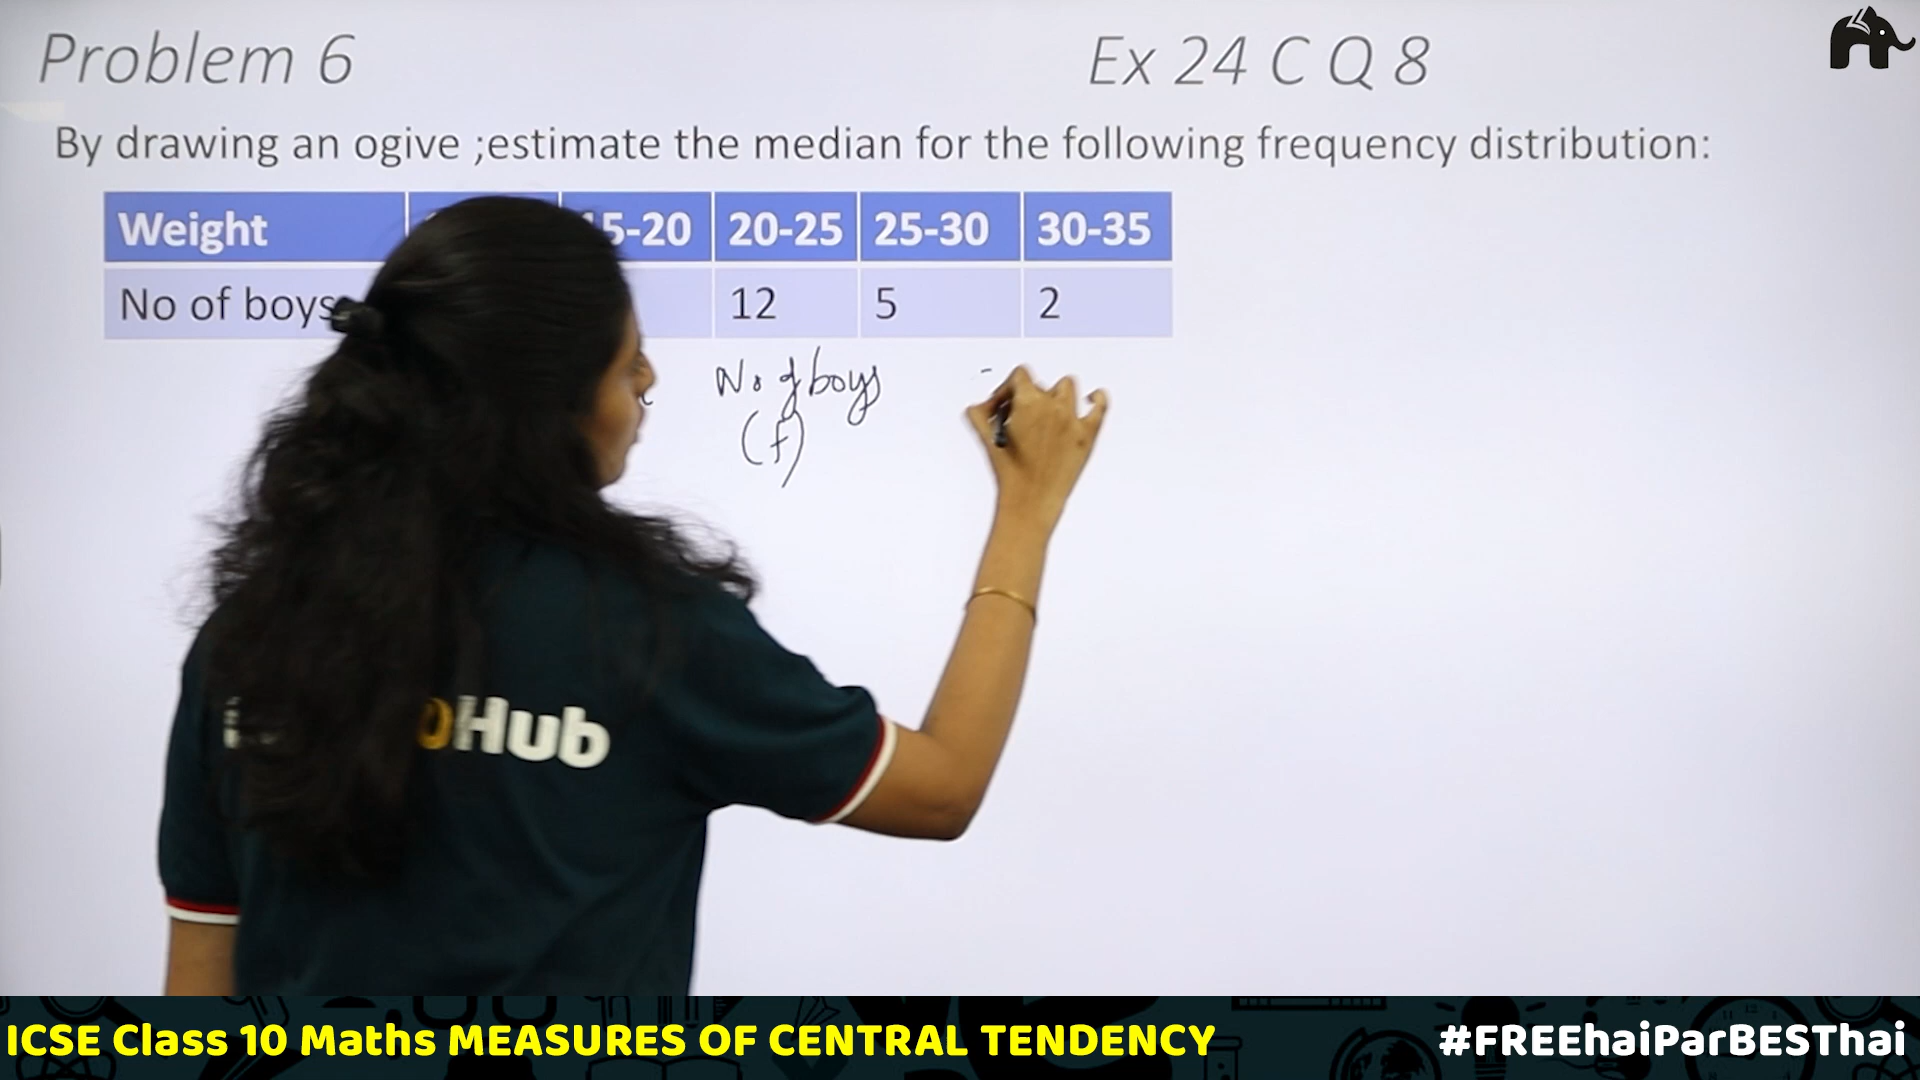 Problem 6
Ex 24 C Q 8
By drawing an ogive ;estimate the median for the following frequency distribution:
Weight 5-20 20-25 25-30 30-35
No of boys 12 5 2
No of boys
(f)
Hub
ICSE Class 10 Maths MEASURES OF CENTRAL TENDENCY
#FREEhaiParBESThai